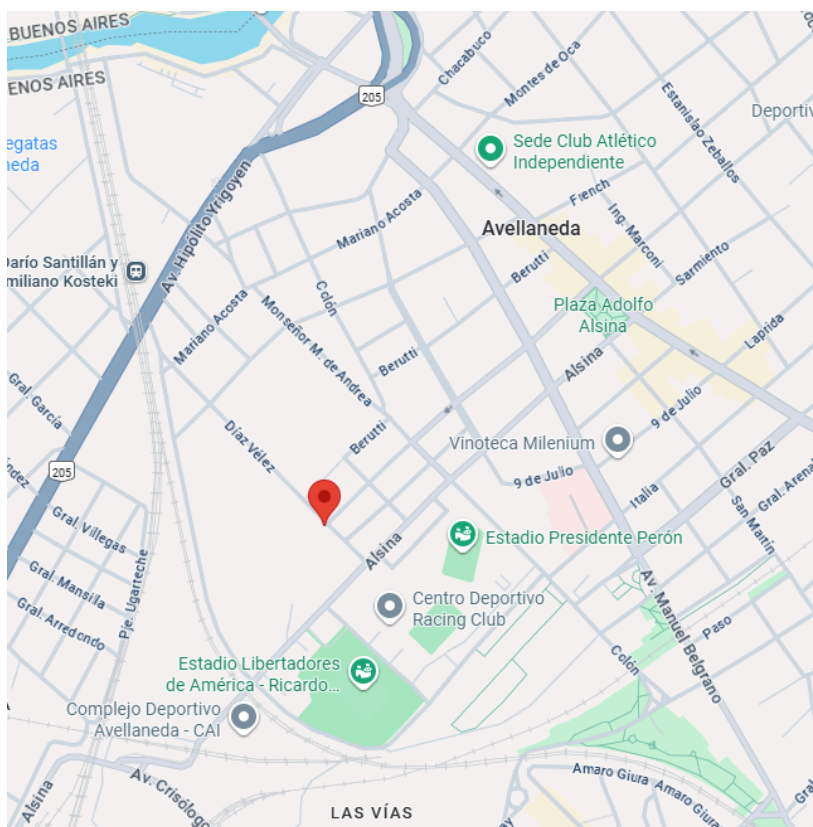 EBUENOS AIRES
ENOS AIRES
205
Chacabuco
Montes de Oca
Estanislao Zeballos
Deportiv
egatas
neda
Sede Club Atlético
Independiente
French
Ing. Marconi
Av. Hipólito Yrigoyen
Mariano Acosta
Avellaneda
Berutti
Sarmiento
Darío Santillán y
miliano Kosteki
Colón
Plaza Adolfo
Alsina
Mariano Acosta
Monseñor M. de Andrea
Laprida
Berutti
Alsina
Gral. García
9 de Julio
Díaz Vélez
Berutti
Vinoteca Milenium
205
9 de Julio
Gral. Paz
Italia
Gral. Arenal
San Martín
ndez
Gral. Villegas
Estadio Presidente Perón
Alsina
Gral. Mansilla
Centro Deportivo
Racing Club
Av. Manuel Belgrano
Gral. Arredondo
Pje. Ugarteche
Paso
Colón
Estadio Libertadores
de América - Ricardo...
Complejo Deportivo
Avellaneda - CAI
Amaro Giura
Amaro Giura
Gral
Av. Crisólogo
Alsina
LAS VÍAS